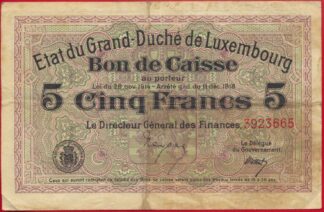 Etat du Grand-Duché de Luxembourg
Bon de Caisse
au porteur
Loi du 28 nov. 1914 - Arrêté gd d. du 11 déc. 1918
5 Cinq Francs 5
Le Directeur Général des Finances, 3923665
Le Délégué
du Gouvernement,